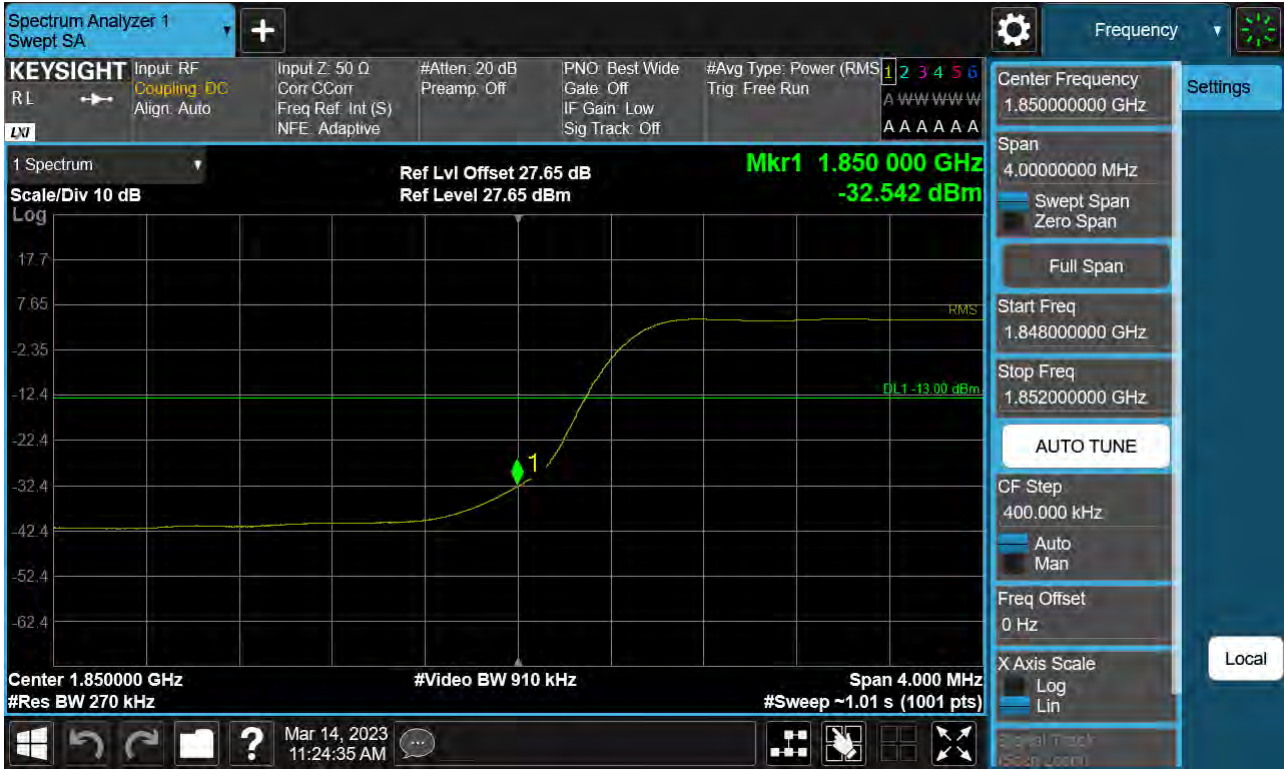 Spectrum Analyzer 1
Swept SA
+
Frequency
KEYSIGHT
RL
LXI
Input: RF
Coupling: DC
Align: Auto
Input Z: 50 Ω
Corr CCorr
Freq Ref: Int (S)
NFE: Adaptive
#Atten: 20 dB
Preamp: Off
PNO: Best Wide
Gate: Off
IF Gain: Low
Sig Track: Off
#Avg Type: Power (RMS
Trig: Free Run
1 2 3 4 5 6
A W W W W W
A A A A A A
1 Spectrum
Scale/Div 10 dB
Log
Ref Lvl Offset 27.65 dB
Ref Level 27.65 dBm
Mkr1 1.850 000 GHz
-32.542 dBm
17.7
7.65
-2.35
-12.4
-22.4
-32.4
-42.4
-52.4
-62.4
RMS
DL1 -13.00 dBm
1
Center 1.850000 GHz
#Res BW 270 kHz
#Video BW 910 kHz
Span 4.000 MHz
#Sweep ~1.01 s (1001 pts)
Center Frequency
1.850000000 GHz
Settings
Span
4.00000000 MHz
Swept Span
Zero Span
Full Span
Start Freq
1.848000000 GHz
Stop Freq
1.852000000 GHz
AUTO TUNE
CF Step
400.000 kHz
Auto
Man
Freq Offset
0 Hz
X Axis Scale
Log
Lin
Local
Signal Track
(Span Zoom)
?
Mar 14, 2023
11:24:35 AM